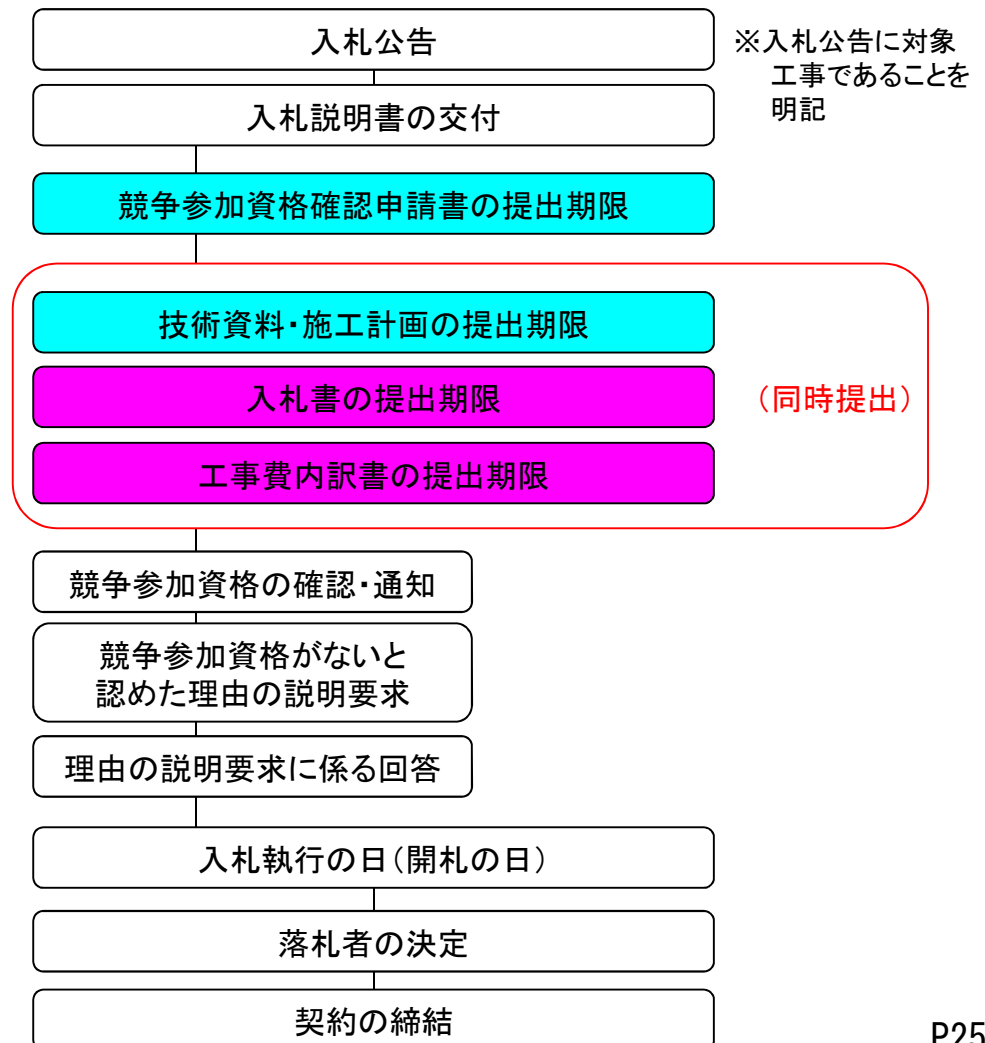 入札公告
※入札公告に対象
工事であることを
明記
入札説明書の交付
競争参加資格確認申請書の提出期限
技術資料・施工計画の提出期限
入札書の提出期限
（同時提出）
工事費内訳書の提出期限
競争参加資格の確認・通知
競争参加資格がないと
認めた理由の説明要求
理由の説明要求に係る回答
入札執行の日（開札の日）
落札者の決定
契約の締結
P25